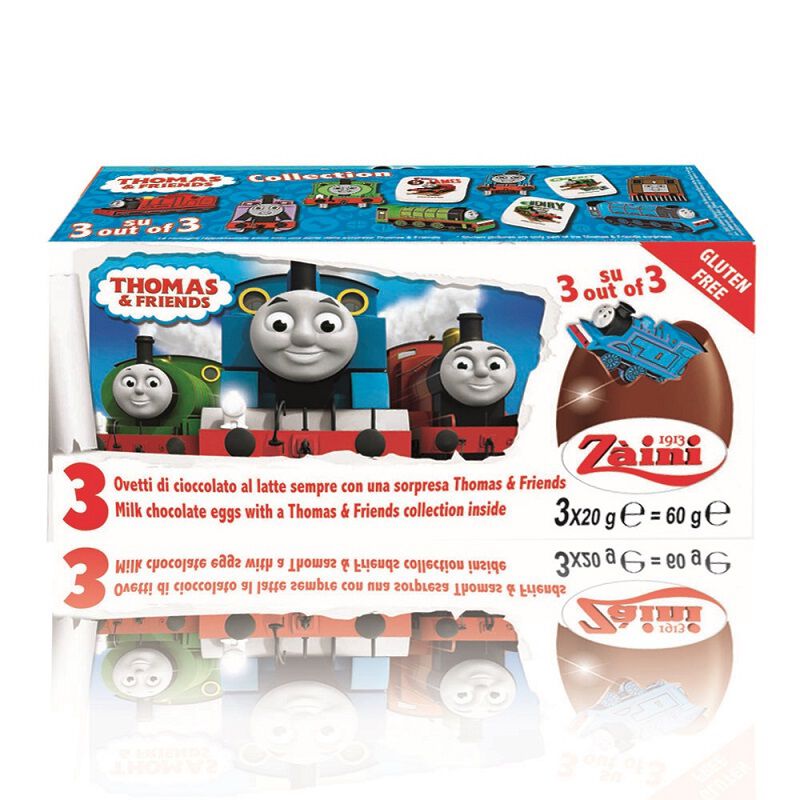 THOMAS
& FRIENDS
Collection
su
3 out of 3
THOMAS
& FRIENDS
su
3 out of 3
GLUTEN
FREE
1913
Zàini
3
Ovetti di cioccolato al latte sempre con una sorpresa Thomas & Friends
Milk chocolate eggs with a Thomas & Friends collection inside
3X20 g ℮ = 60 g ℮